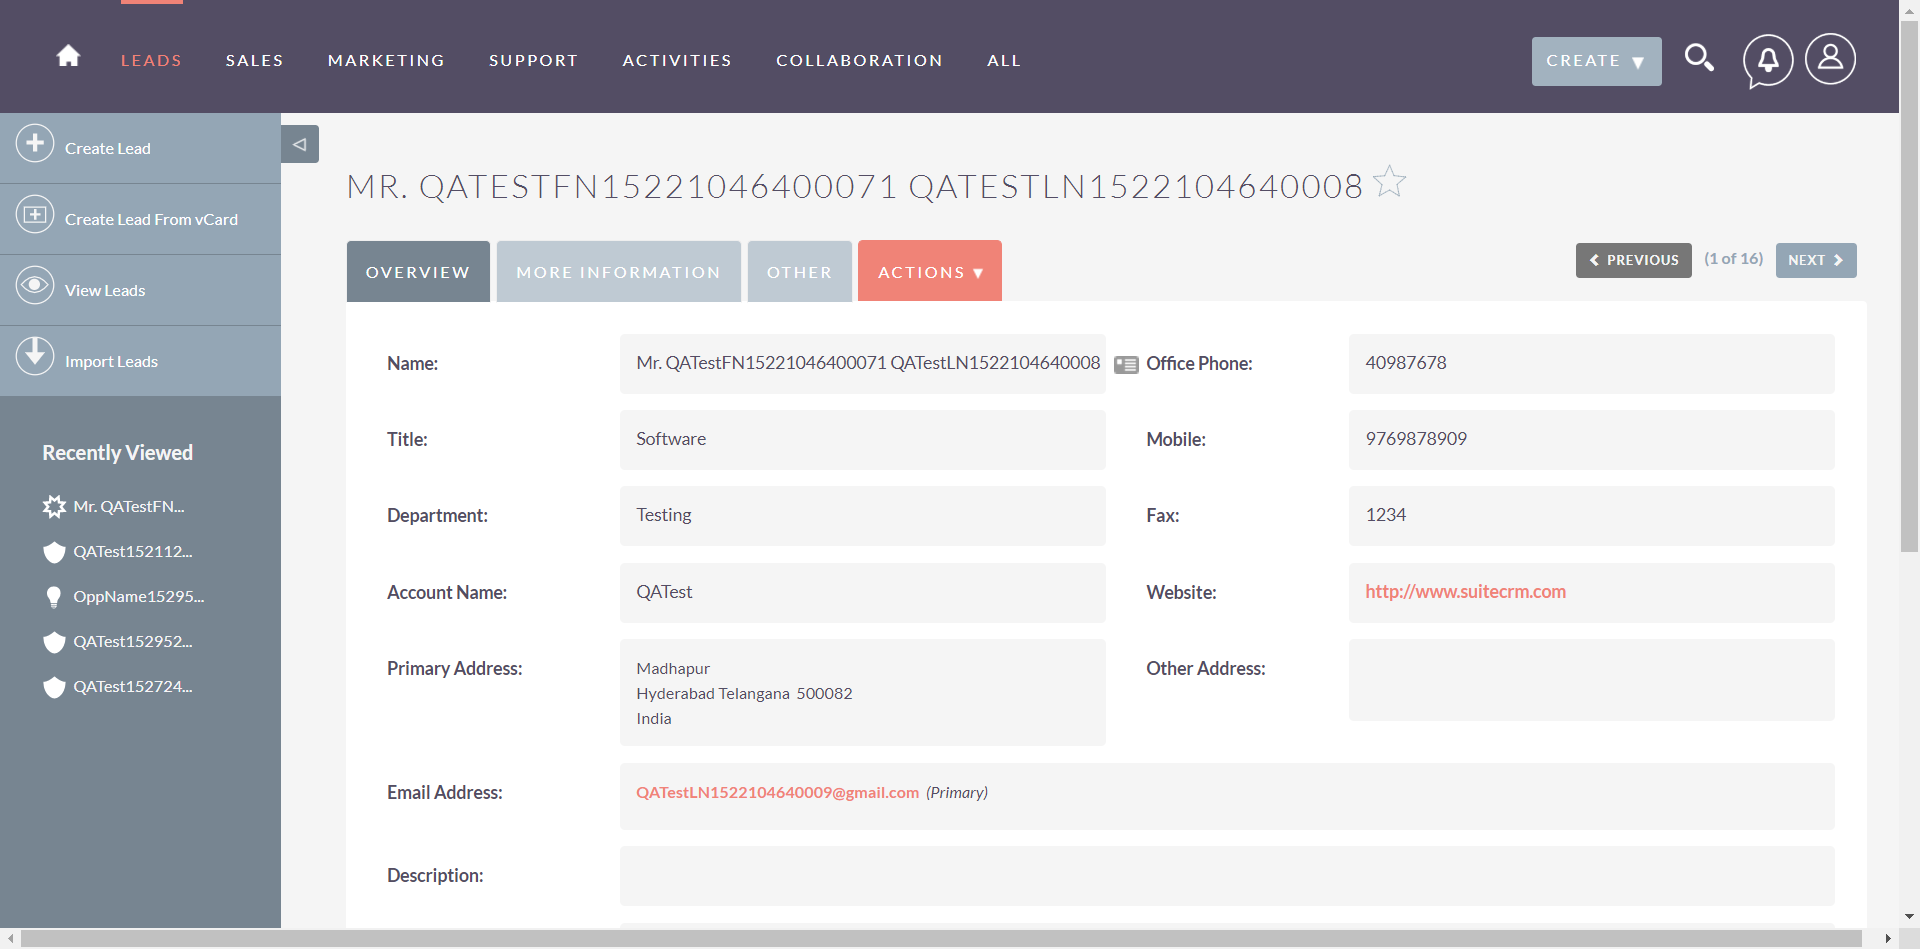 LEADS SALES MARKETING SUPPORT ACTIVITIES COLLABORATION ALL CREATE ▼
Create Lead
Create Lead From vCard
View Leads
Import Leads
Recently Viewed
Mr. QATestFN...
QATest152112...
OppName15295...
QATest152952...
QATest152724...
MR. QATESTFN15221046400071 QATESTLN1522104640008
OVERVIEW MORE INFORMATION OTHER ACTIONS ▼
PREVIOUS (1 of 16) NEXT
Name: Mr. QATestFN15221046400071 QATestLN1522104640008 Office Phone: 40987678
Title: Software Mobile: 9769878909
Department: Testing Fax: 1234
Account Name: QATest Website: http://www.suitecrm.com
Primary Address: Madhapur Other Address:
Hyderabad Telangana 500082
India
Email Address: QATestLN1522104640009@gmail.com (Primary)
Description: